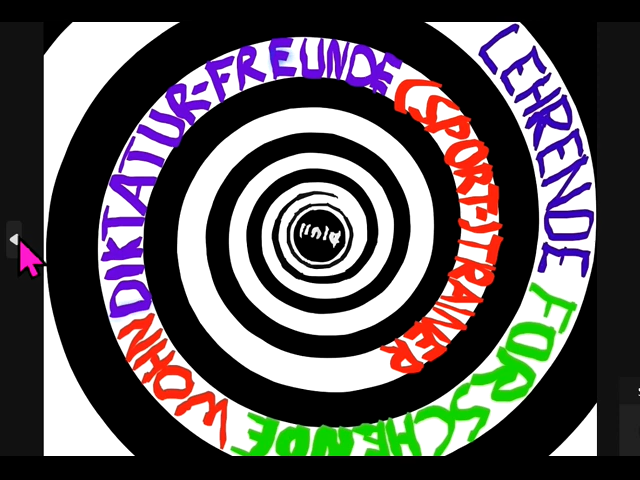 LEHRENDE
FORSCHENDE
WOHN
DIKTATUR-FREUNDE
(SPORT-)TRAINER